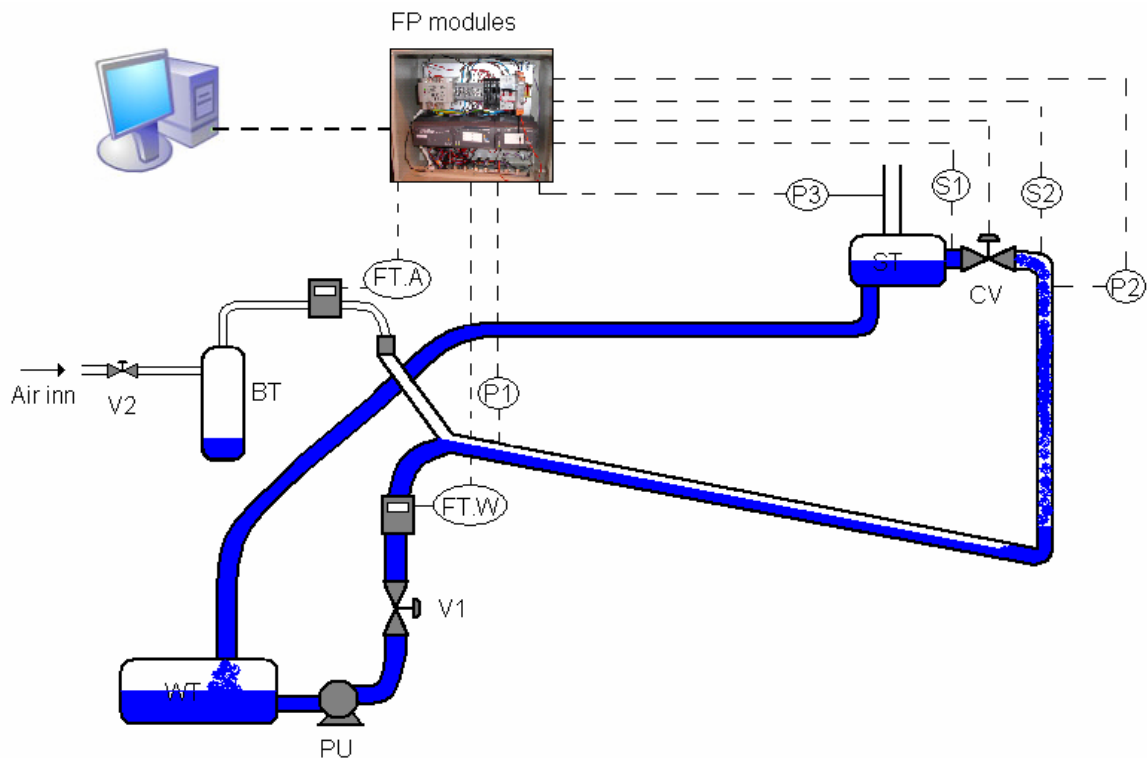 FP modules
P3
S1
S2
FT.A
ST
CV
P2
Air inn
V2
BT
P1
FT.W
V1
WT
PU